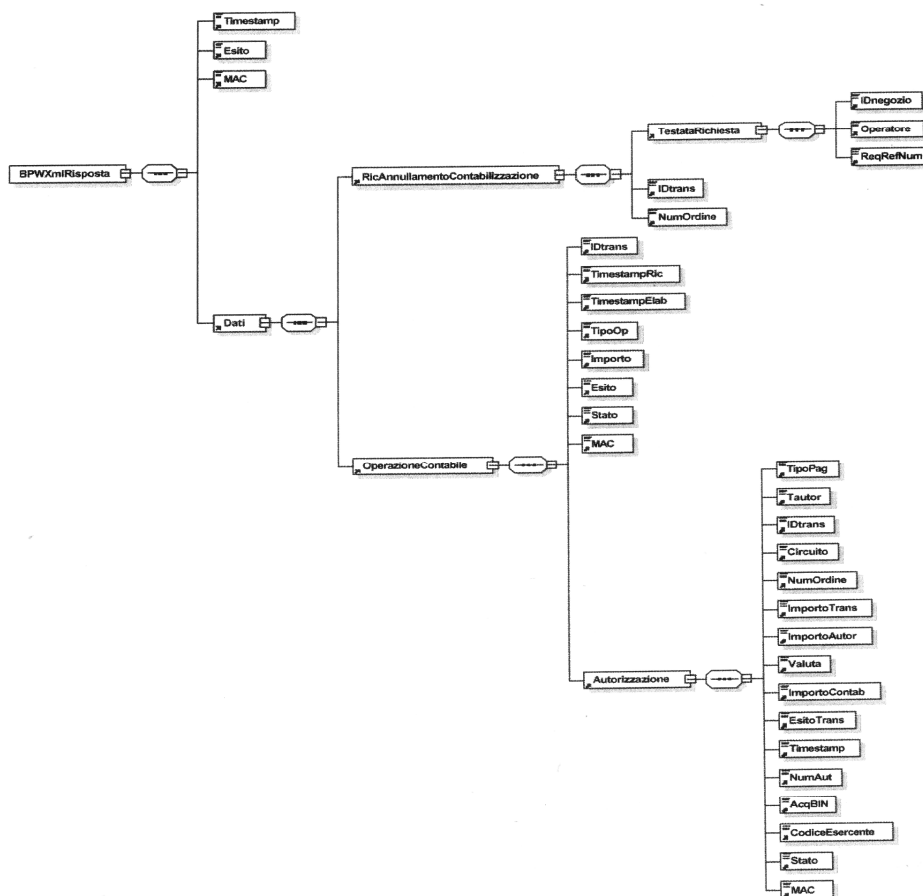 BPWXmlRisposta
Timestamp
Esito
MAC
Dati
RicAnnullamentoContabilizzazione
TestataRichiesta
IDnegozio
Operatore
ReqRefNum
IDtrans
NumOrdine
OperazioneContabile
IDtrans
TimestampRic
TimestampElab
TipoOp
Importo
Esito
Stato
MAC
Autorizzazione
TipoPag
Tautor
IDtrans
Circuito
NumOrdine
ImportoTrans
ImportoAutor
Valuta
ImportoContab
EsitoTrans
Timestamp
NumAut
AcqBIN
CodiceEsercente
Stato
MAC